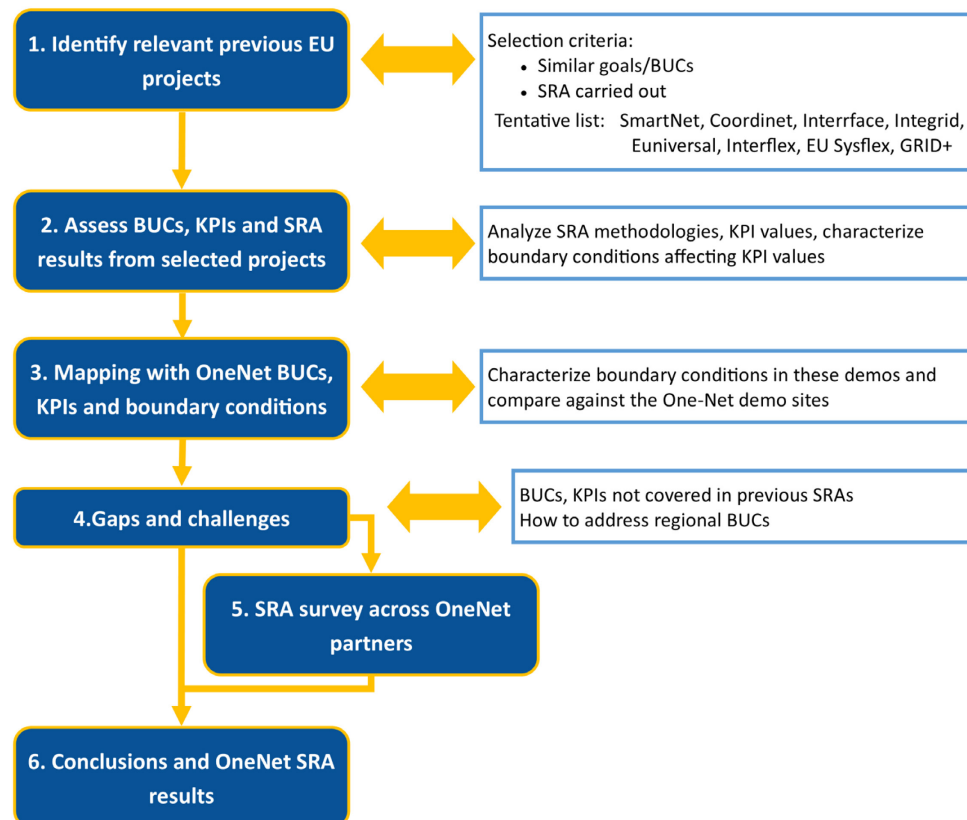 1. Identify relevant previous EU
projects
Selection criteria:
• Similar goals/BUCs
• SRA carried out
Tentative list: SmartNet, Coordinet, Interrface, Integrid,
Euniversal, Interflex, EU Sysflex, GRID+
2. Assess BUCs, KPIs and SRA
results from selected projects
Analyze SRA methodologies, KPI values, characterize
boundary conditions affecting KPI values
3. Mapping with OneNet BUCs,
KPIs and boundary conditions
Characterize boundary conditions in these demos and
compare against the One-Net demo sites
4.Gaps and challenges
BUCs, KPIs not covered in previous SRAs
How to address regional BUCs
5. SRA survey across OneNet
partners
6. Conclusions and OneNet SRA
results